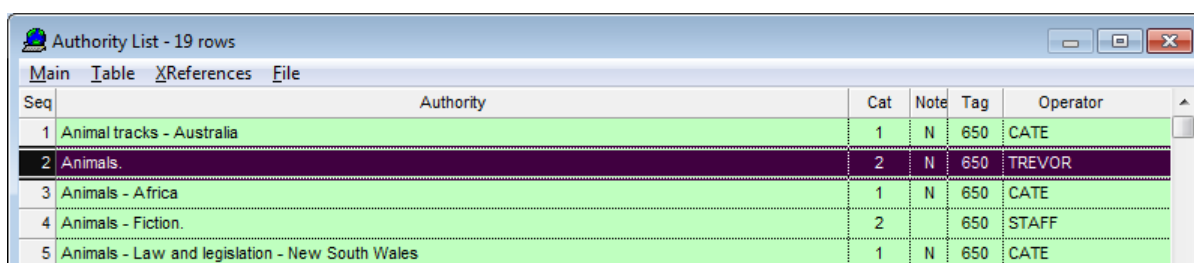 Authority List - 19 rows
Main Table XReferences File
Seq Authority Cat Note Tag Operator
1 Animal tracks - Australia 1 N 650 CATE
2 Animals. 2 N 650 TREVOR
3 Animals - Africa 1 N 650 CATE
4 Animals - Fiction. 2 650 STAFF
5 Animals - Law and legislation - New South Wales 1 N 650 CATE